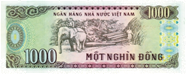 NGÂN HÀNG NHÀ NƯỚC VIỆT NAM 1000
1000 MỘT NGHÌN ĐỒNG